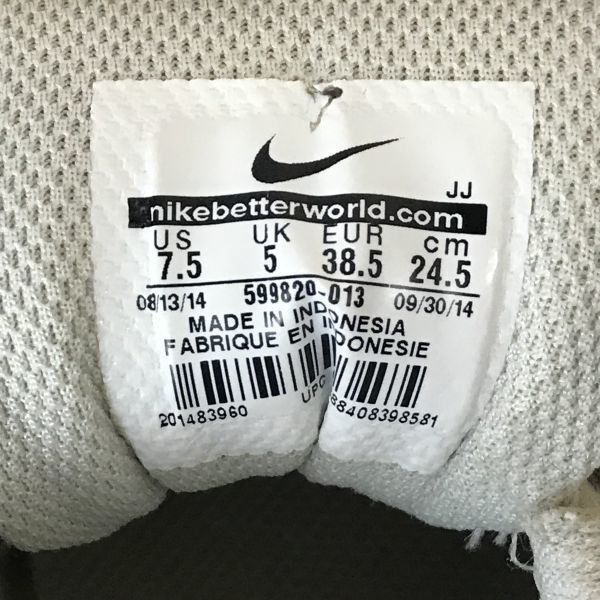 JJ
nikebetterworld.com
US UK EUR cm
7.5 5 38.5 24.5
08/13/14 599820-013 09/30/14
MADE IN INDONESIA
FABRIQUE EN INDONESIE
201483960 UPC 88408398581